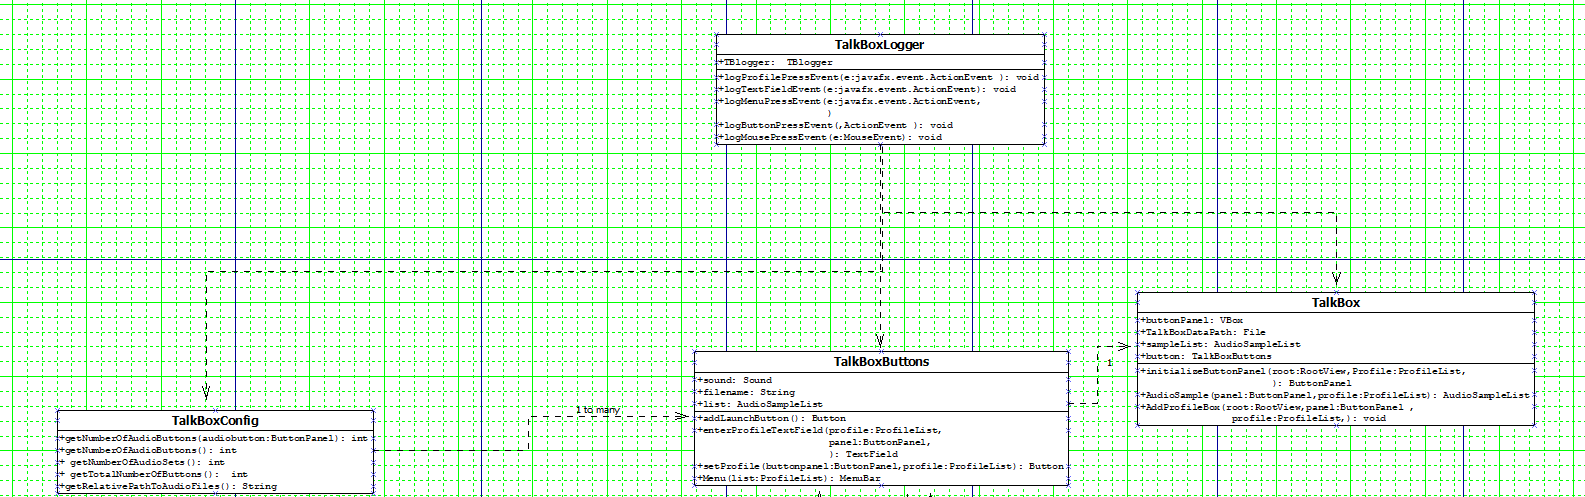 TalkBoxLogger
+TBlogger:  TBlogger
+logProfilePressEvent(e:javafx.event.ActionEvent ): void
+logTextFieldEvent(e:javafx.event.ActionEvent): void
+logMenuPressEvent(e:javafx.event.ActionEvent,
)
+logButtonPressEvent(,ActionEvent ): void
+logMousePressEvent(e:MouseEvent): void
TalkBox
+buttonPanel: VBox
+TalkBoxDataPath: File
+sampleList: AudioSampleList
+button: TalkBoxButtons
+initializeButtonPanel(root:RootView,Profile:ProfileList,
): ButtonPanel
+AudioSample(panel:ButtonPanel,profile:ProfileList): AudioSampleList
+AddProfileBox(root:RootView,panel:ButtonPanel ,
profile:ProfileList,): void
1
TalkBoxButtons
+sound: Sound
+filename: String
+list: AudioSampleList
+addLaunchButton(): Button
+enterProfileTextField(profile:ProfileList,
panel:ButtonPanel,
): TextField
+setProfile(buttonpanel:ButtonPanel,profile:ProfileList): Button
+Menu(list:ProfileList): MenuBar
1 to many
TalkBoxConfig
+getNumberOfAudioButtons(audiobutton:ButtonPanel): int
+getNumberOfAudioButtons(): int
+ getNumberOfAudioSets(): int
+ getTotalNumberOfButtons():  int
+getRelativePathToAudioFiles(): String